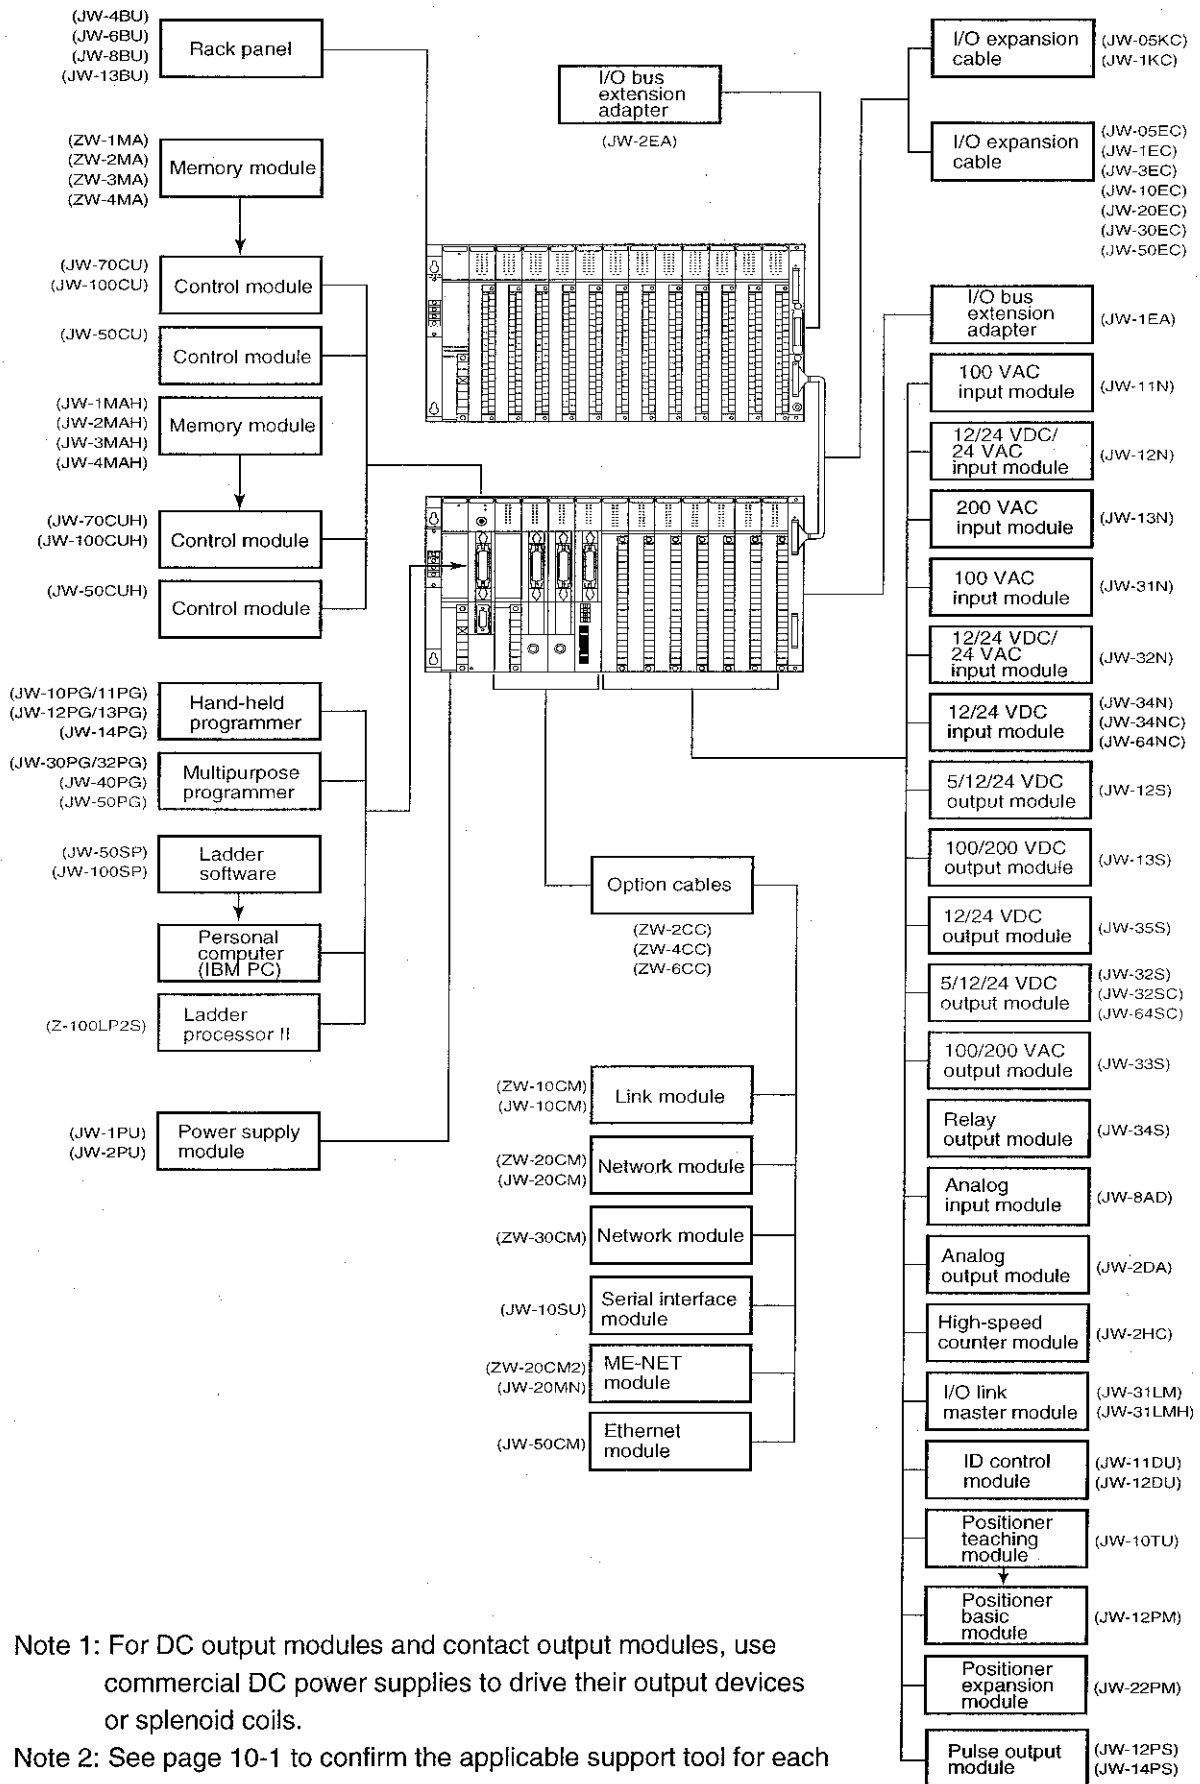 (JW-4BU)
(JW-6BU)
(JW-8BU)
(JW-13BU)
Rack panel
(ZW-1MA)
(ZW-2MA)
(ZW-3MA)
(ZW-4MA)
Memory module
(JW-70CU)
(JW-100CU)
Control module
(JW-50CU)
Control module
(JW-1MAH)
(JW-2MAH)
(JW-3MAH)
(JW-4MAH)
Memory module
(JW-70CUH)
(JW-100CUH)
Control module
(JW-50CUH)
Control module
(JW-10PG/11PG)
(JW-12PG/13PG)
(JW-14PG)
Hand-held
programmer
(JW-30PG/32PG)
(JW-40PG)
(JW-50PG)
Multipurpose
programmer
(JW-50SP)
(JW-100SP)
Ladder
software
Personal
computer
(IBM PC)
(Z-100LP2S)
Ladder
processor II
(JW-1PU)
(JW-2PU)
Power supply
module
I/O bus
extension
adapter
(JW-2EA)
Option cables
(ZW-2CC)
(ZW-4CC)
(ZW-6CC)
(ZW-10CM)
(JW-10CM)
Link module
(ZW-20CM)
(JW-20CM)
Network module
(ZW-30CM)
Network module
(JW-10SU)
Serial interface
module
(ZW-20CM2)
(JW-20MN)
ME-NET
module
(JW-50CM)
Ethernet
module
I/O expansion
cable
(JW-05KC)
(JW-1KC)
I/O expansion
cable
(JW-05EC)
(JW-1EC)
(JW-3EC)
(JW-10EC)
(JW-20EC)
(JW-30EC)
(JW-50EC)
I/O bus
extension
adapter
(JW-1EA)
100 VAC
input module
(JW-11N)
12/24 VDC/
24 VAC
input module
(JW-12N)
200 VAC
input module
(JW-13N)
100 VAC
input module
(JW-31N)
12/24 VDC/
24 VAC
input module
(JW-32N)
12/24 VDC
input module
(JW-34N)
(JW-34NC)
(JW-64NC)
5/12/24 VDC
output module
(JW-12S)
100/200 VDC
output module
(JW-13S)
12/24 VDC
output module
(JW-35S)
5/12/24 VDC
output module
(JW-32S)
(JW-32SC)
(JW-64SC)
100/200 VAC
output module
(JW-33S)
Relay
output module
(JW-34S)
Analog
input module
(JW-8AD)
Analog
output module
(JW-2DA)
High-speed
counter module
(JW-2HC)
I/O link
master module
(JW-31LM)
(JW-31LMH)
ID control
module
(JW-11DU)
(JW-12DU)
Positioner
teaching
module
(JW-10TU)
Positioner
basic
module
(JW-12PM)
Positioner
expansion
module
(JW-22PM)
Pulse output
module
(JW-12PS)
(JW-14PS)
Note 1: For DC output modules and contact output modules, use
commercial DC power supplies to drive their output devices
or splenoid coils.
Note 2: See page 10-1 to confirm the applicable support tool for each